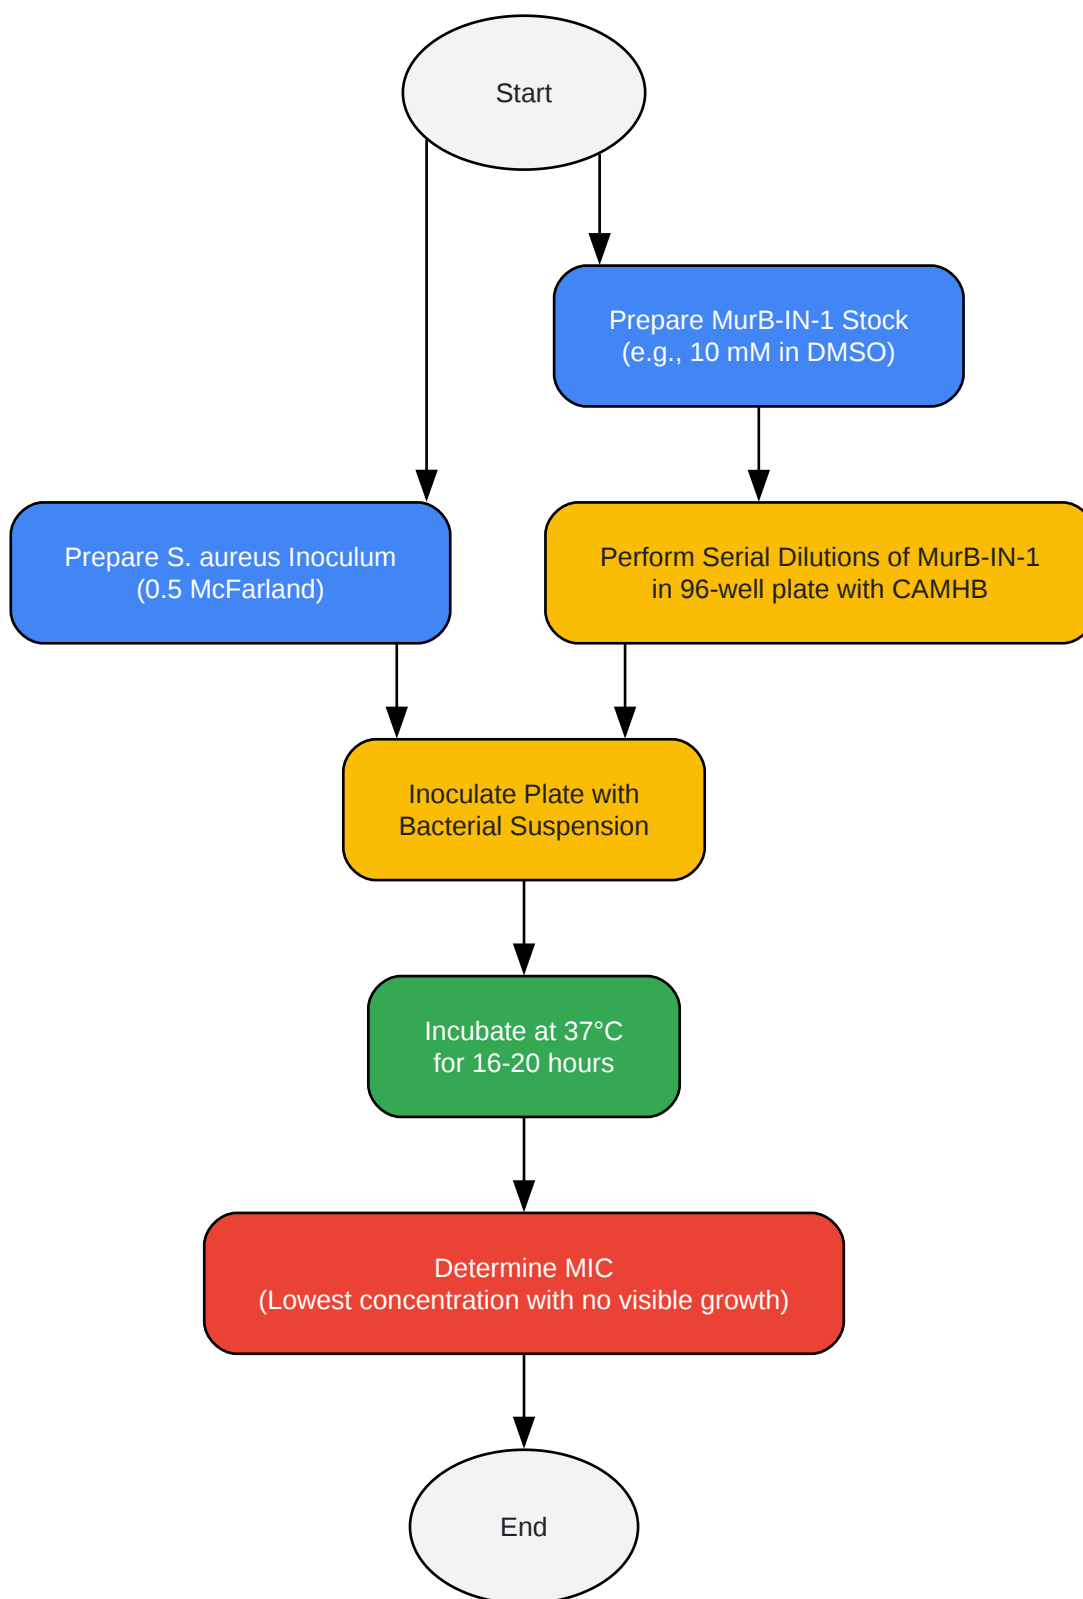 Start
Prepare MurB-IN-1 Stock
(e.g., 10 mM in DMSO)
Prepare S. aureus Inoculum
(0.5 McFarland)
Perform Serial Dilutions of MurB-IN-1
in 96-well plate with CAMHB
Inoculate Plate with
Bacterial Suspension
Incubate at 37°C
for 16-20 hours
Determine MIC
(Lowest concentration with no visible growth)
End